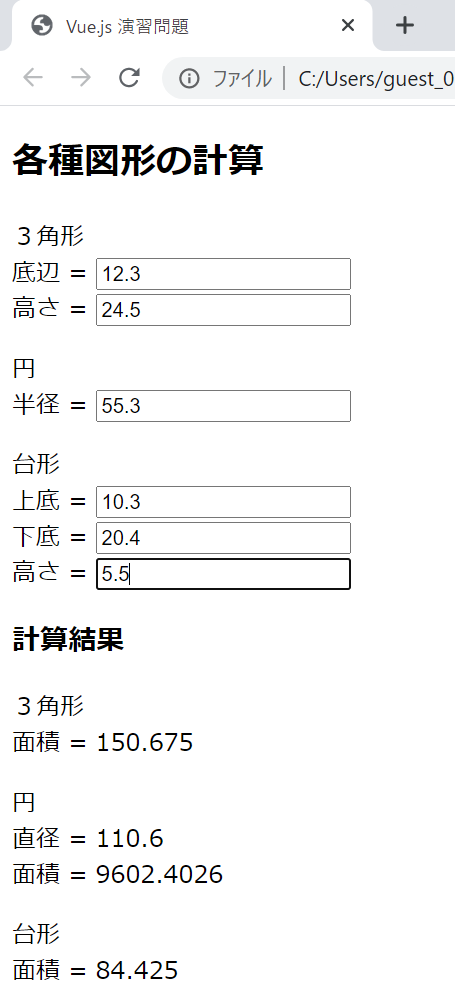 Vue.js 演習問題
ファイル | C:/Users/guest_0
各種図形の計算
３角形
底辺 = 12.3
高さ = 24.5
円
半径 = 55.3
台形
上底 = 10.3
下底 = 20.4
高さ = 5.5
計算結果
３角形
面積 = 150.675
円
直径 = 110.6
面積 = 9602.4026
台形
面積 = 84.425